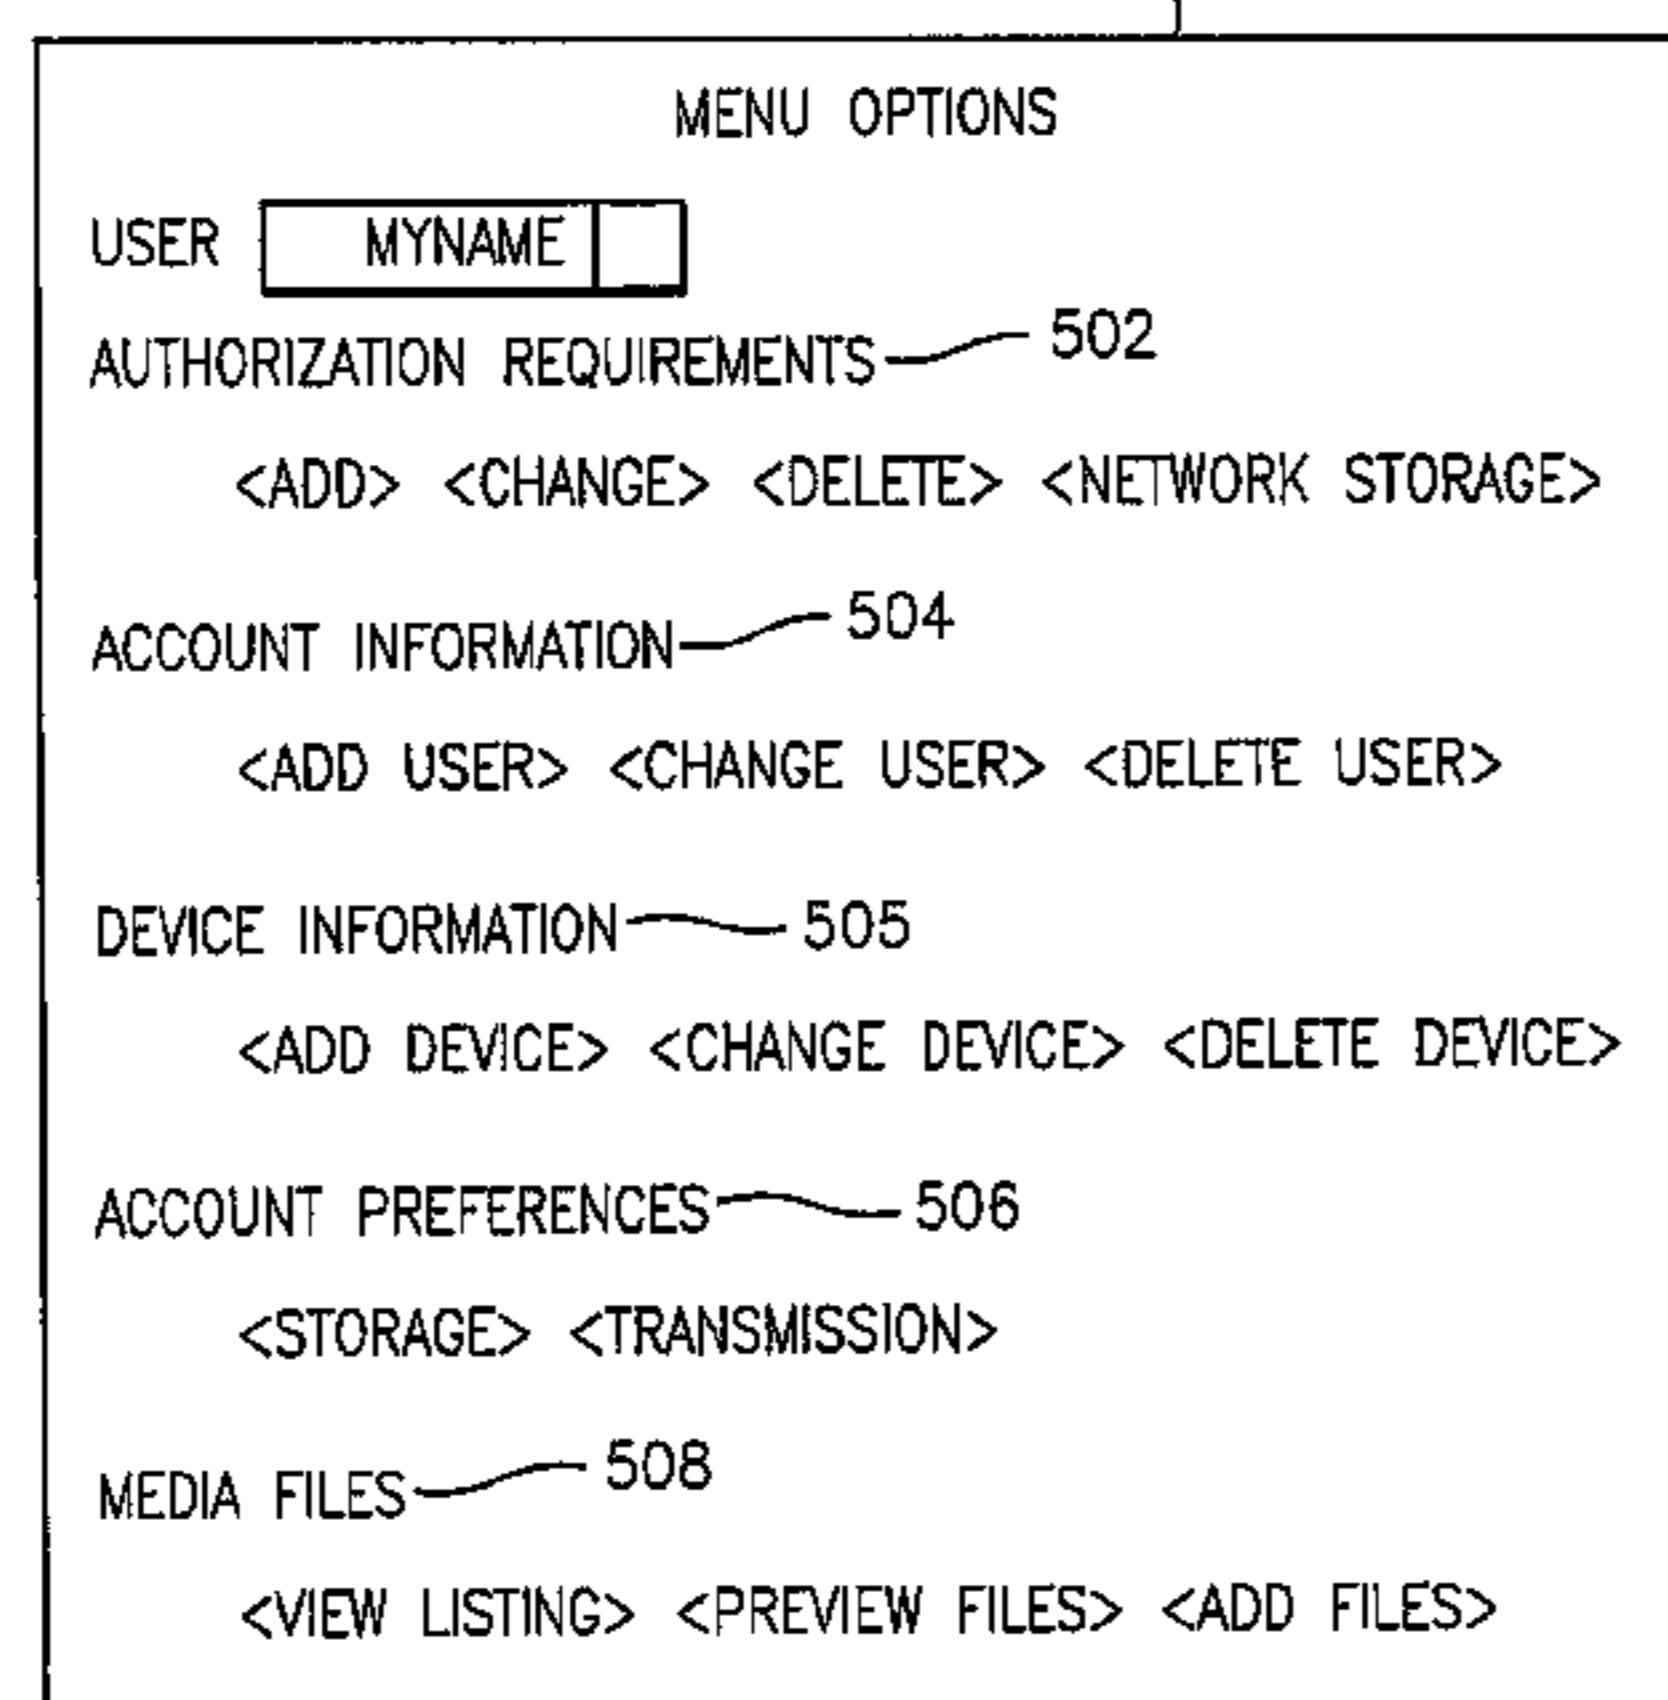 MENU OPTIONS
USER MYNAME
AUTHORIZATION REQUIREMENTS 502
<ADD> <CHANGE> <DELETE> <NETWORK STORAGE>
ACCOUNT INFORMATION 504
<ADD USER> <CHANGE USER> <DELETE USER>
DEVICE INFORMATION 505
<ADD DEVICE> <CHANGE DEVICE> <DELETE DEVICE>
ACCOUNT PREFERENCES 506
<STORAGE> <TRANSMISSION>
MEDIA FILES 508
<VIEW LISTING> <PREVIEW FILES> <ADD FILES>